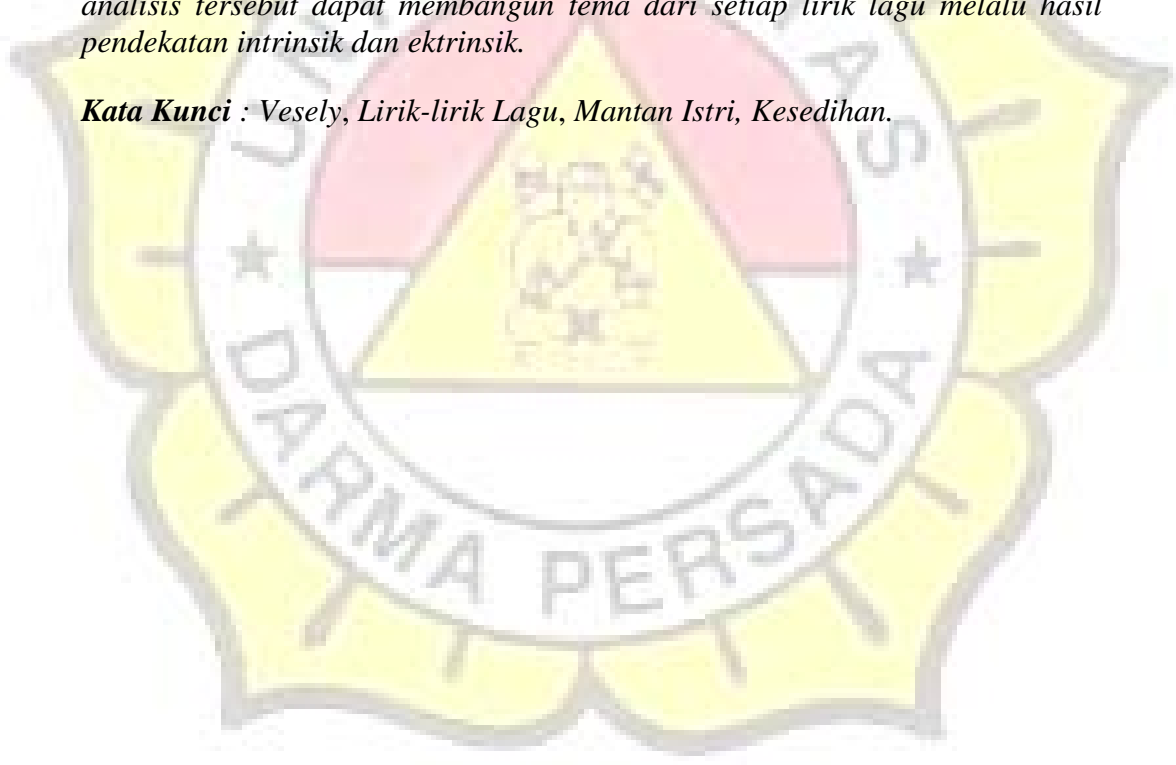 analisis tersebut dapat membangun tema dari setiap lirik lagu melalu hasil
pendekatan intrinsik dan ektrinsik.
Kata Kunci : Vesely, Lirik-lirik Lagu, Mantan Istri, Kesedihan.
DARMA PERSADA